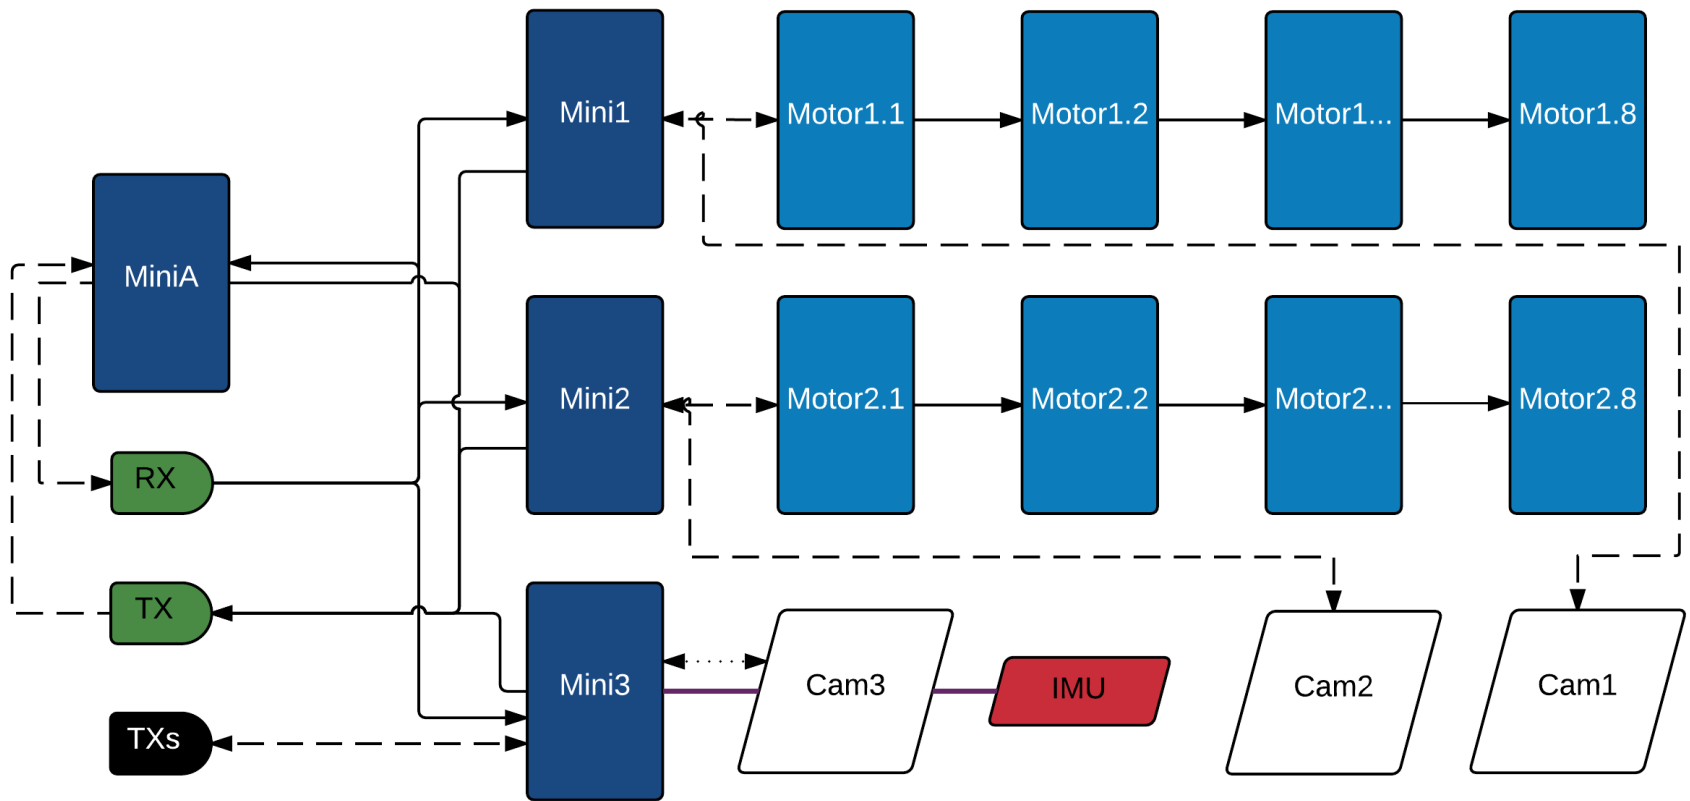 Mini1
Motor1.1
Motor1.2
Motor1...
Motor1.8
MiniA
Mini2
Motor2.1
Motor2.2
Motor2...
Motor2.8
RX
TX
Mini3
Cam3
IMU
Cam2
Cam1
TXs